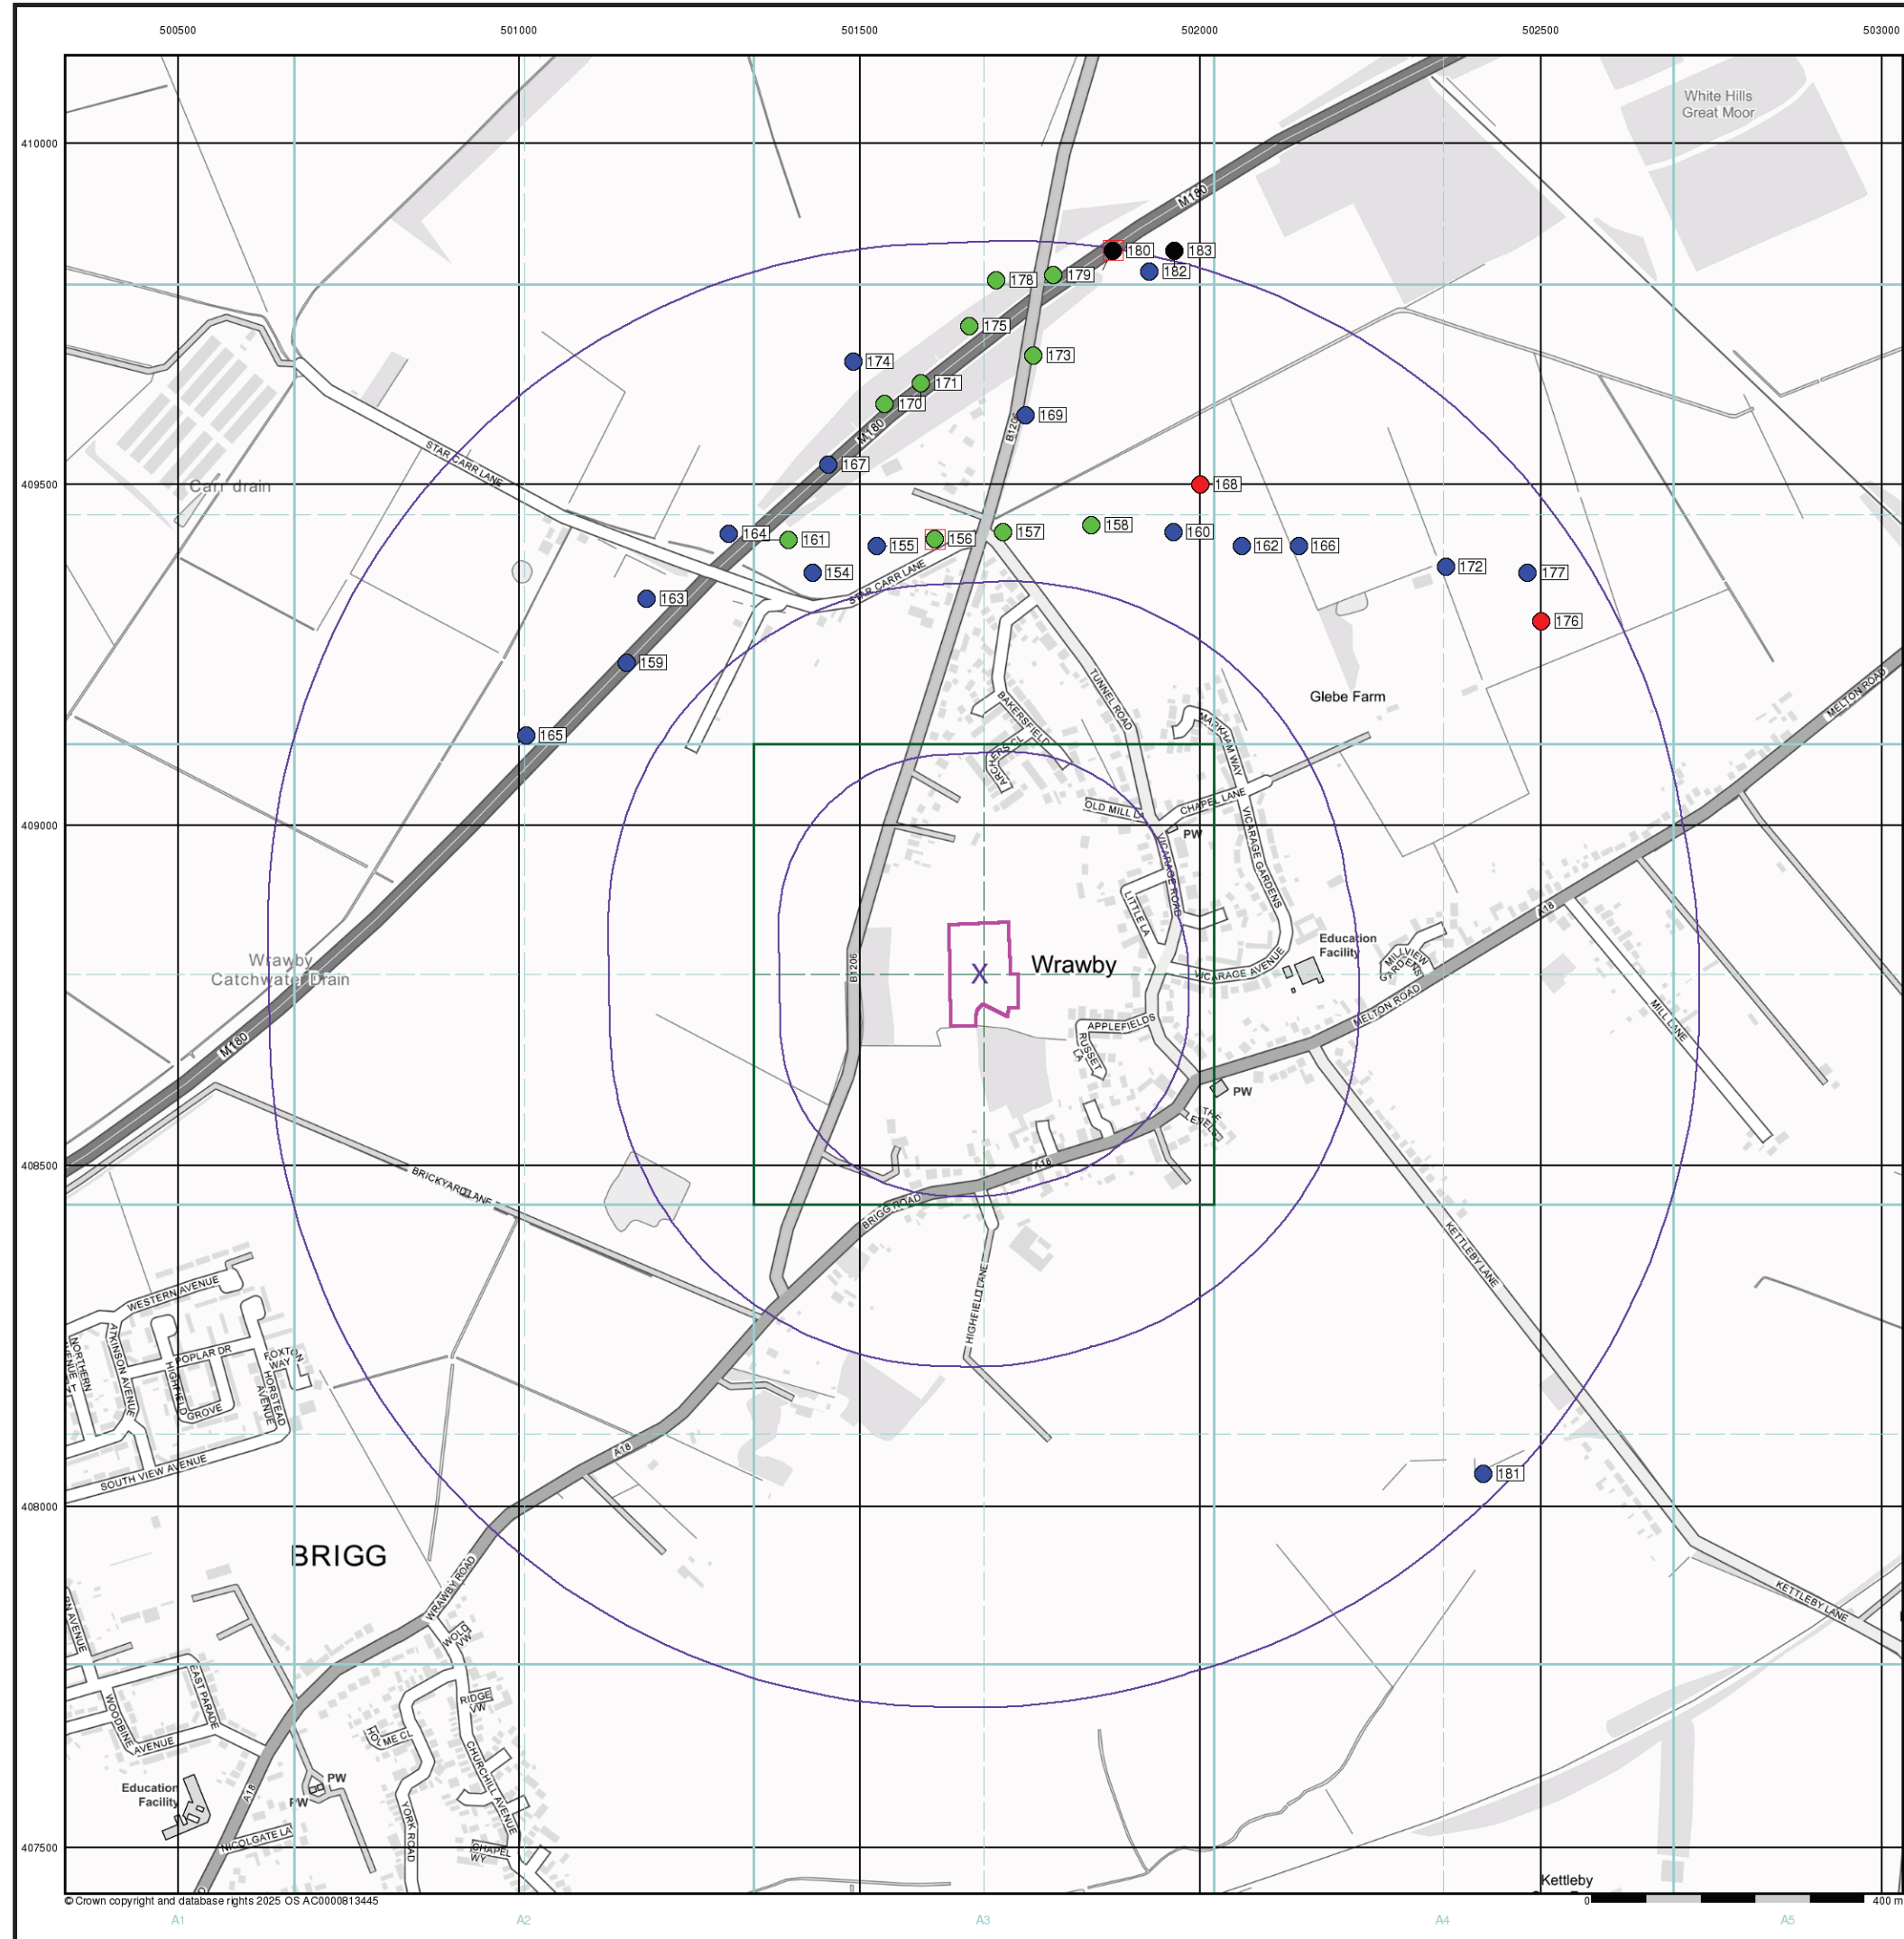 500500 501000 501500 502000 502500 503000
White Hills
Great Moor
410000
M180
180
183
182
179
178
175
173
174
171
170
169
B1206
M180
167
STAR CARR LANE
Carr drain
409500
168
164
161
155
156
157
158
160
162
166
154
STAR CARR LANE
172
177
163
176
159
TUNNEL ROAD
Glebe Farm
MELTON ROAD
BAKERSFIELD
MARKHAM WAY
165
ARCHERS CL
OLD MILL LA
CHAPEL LANE
409000
PW
VICARAGE ROAD
VICARAGE GARDENS
LITTLE LA
A18
Education
Facility
Wrawby
Catchwater Drain
B1206
X
Wrawby
VICARAGE AVENUE
MILLVIEW
GARDENS
MELTON ROAD
MILL LANE
M180
APPLEFIELDS
RUSSET
LA
PW
THE
408500
A18
BRICKYARD LANE
BRIGG ROAD
KETTLEBY LANE
HIGHFIELD LANE
WESTERN AVENUE
NORTHERN
ATKINSON AVENUE
POPLAR DR
HIGHFIELD
GROVE
FOXTON
WAY
HORSTEAD
AVENUE
SOUTH VIEW AVENUE
A18
181
408000
BRIGG
WRAWBY ROAD
KETTLEBY LANE
WOLD
VW
EAST PARADE
WOODBINE
AVENUE
RIDGE
VW
HOLME CL
CHURCHILL AVENUE
Education
Facility
PW
PW
A18
YORK ROAD
NICOLGATE LA
CHAPEL
WY
407500
Kettleby
© Crown copyright and database rights 2025 OS AC0000813445
0 400 m
A1 A2 A3 A4 A5